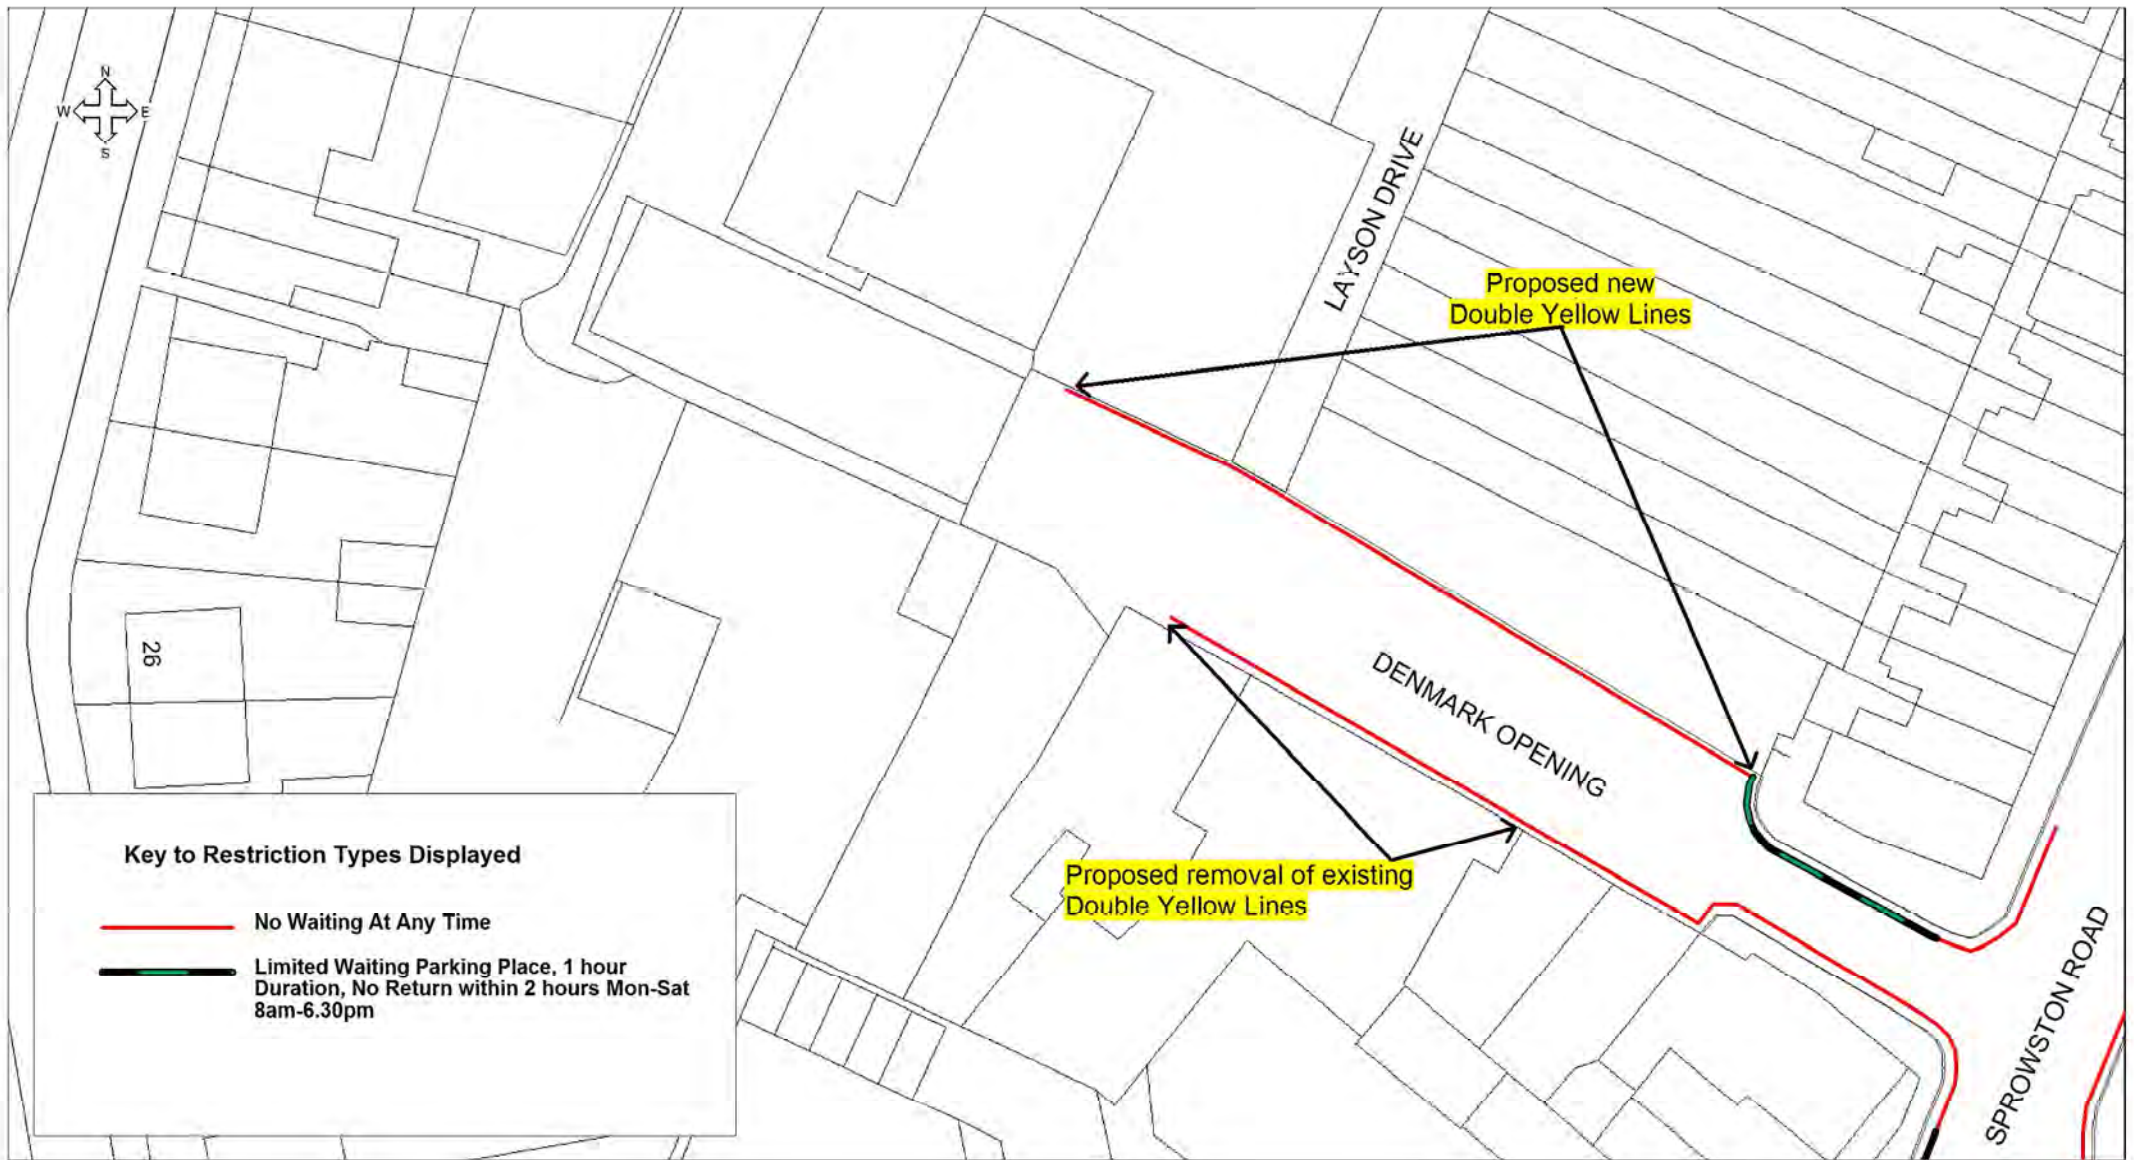 N
W E
S
LAYSON DRIVE
Proposed new
Double Yellow Lines
26
DENMARK OPENING
Proposed removal of existing
Double Yellow Lines
SPROWSTON ROAD
Key to Restriction Types Displayed
No Waiting At Any Time
Limited Waiting Parking Place, 1 hour
Duration, No Return within 2 hours Mon-Sat
8am-6.30pm